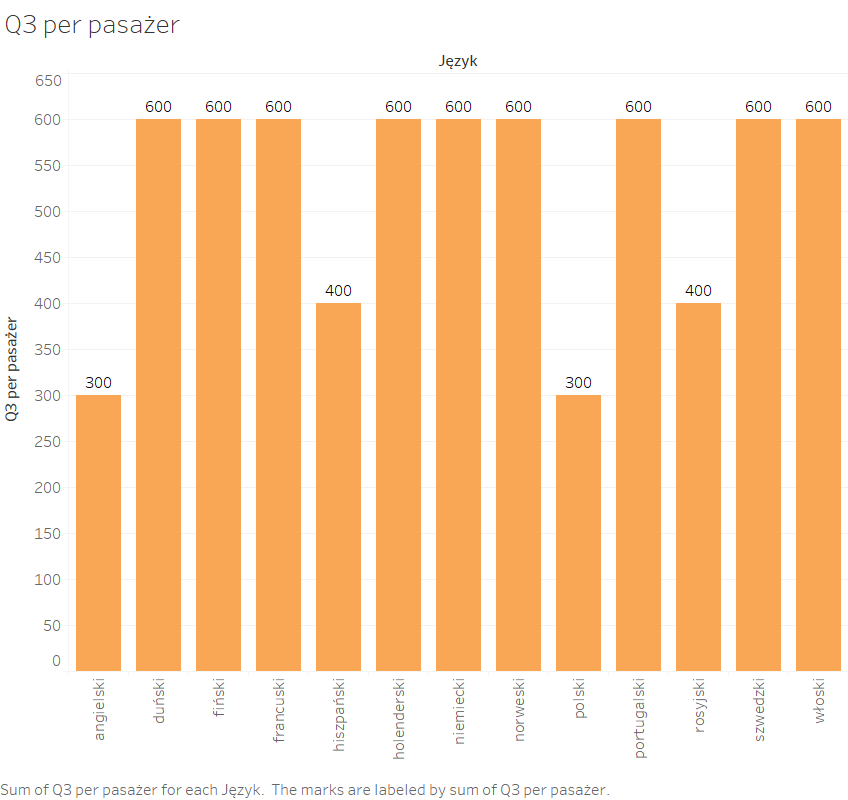 Q3 per pasażer
Język
650
600 600 600 600 600 600 600 600 600
600
550
500
450
400 400
400
350
300 300
300
250
200
150
100
50
0
Q3 per pasażer
angielski
duński
fiński
francuski
hiszpański
holenderski
niemiecki
norweski
polski
portugalski
rosyjski
szwedzki
włoski
Sum of Q3 per pasażer for each Język. The marks are labeled by sum of Q3 per pasażer.